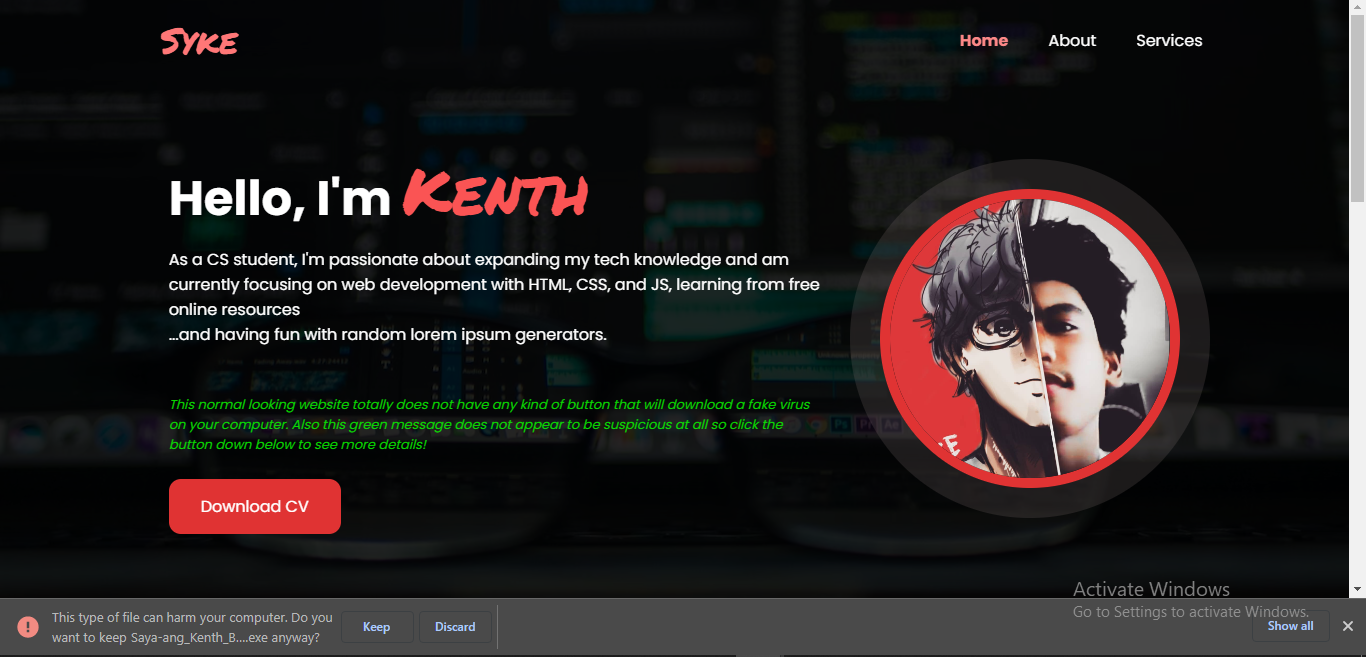 Syke
Home About Services
Hello, I'm Kenth
As a CS student, I'm passionate about expanding my tech knowledge and am
currently focusing on web development with HTML, CSS, and JS, learning from free
online resources
...and having fun with random lorem ipsum generators.
This normal looking website totally does not have any kind of button that will download a fake virus
on your computer. Also this green message does not appear to be suspicious at all so click the
button down below to see more details!
Download CV
Activate Windows
Go to Settings to activate Windows.
This type of file can harm your computer. Do you
want to keep Saya-ang_Kenth_B....exe anyway?
Keep
Discard
Show all